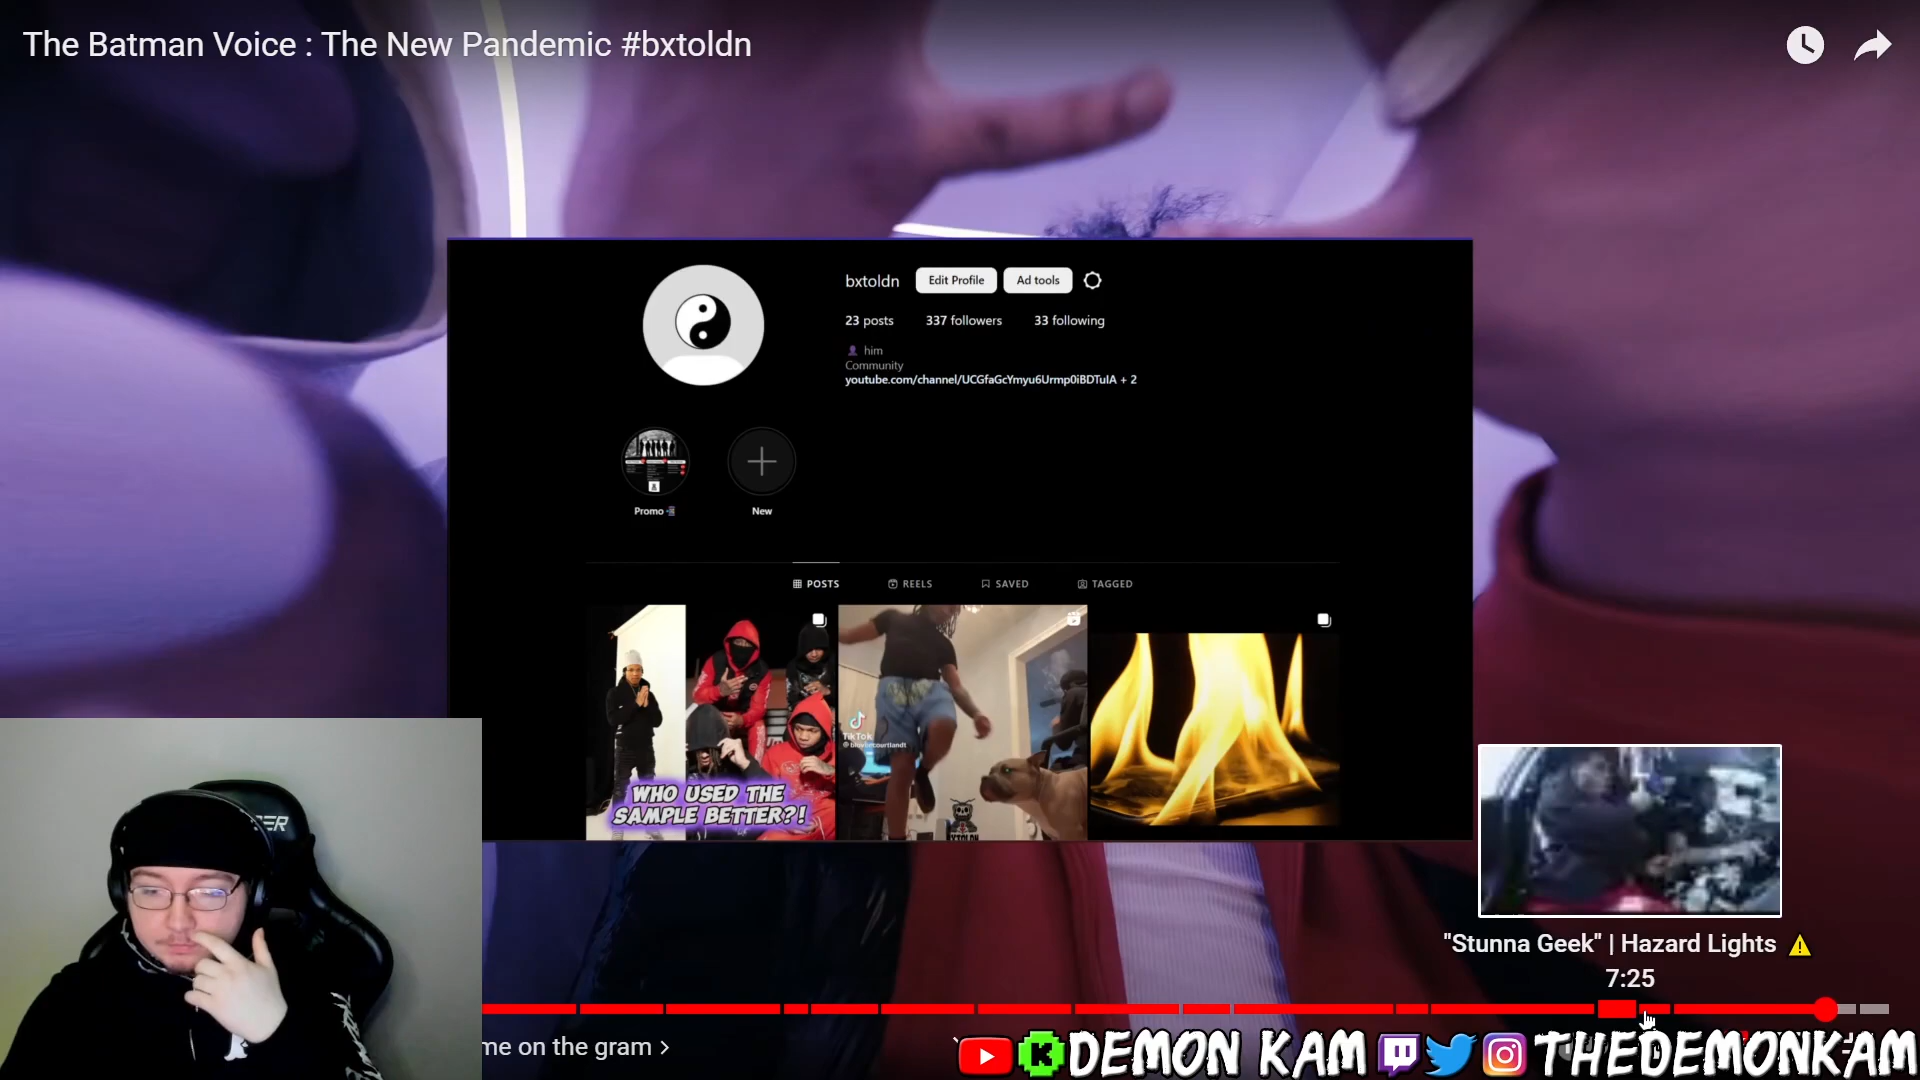 The Batman Voice : The New Pandemic #bxtoldn
bxtoldn
Edit Profile
Ad tools
23 posts
337 followers
33 following
him
Community
youtube.com/channel/UCGfaGcYmyu6Urmp0iBDTuIA + 2
Promo
New
POSTS
REELS
SAVED
TAGGED
WHO USED THE
SAMPLE BETTER?!
TikTok
"Stunna Geek" | Hazard Lights ⚠
7:25
me on the gram >
DEMON KAM
THEDEMONKAM